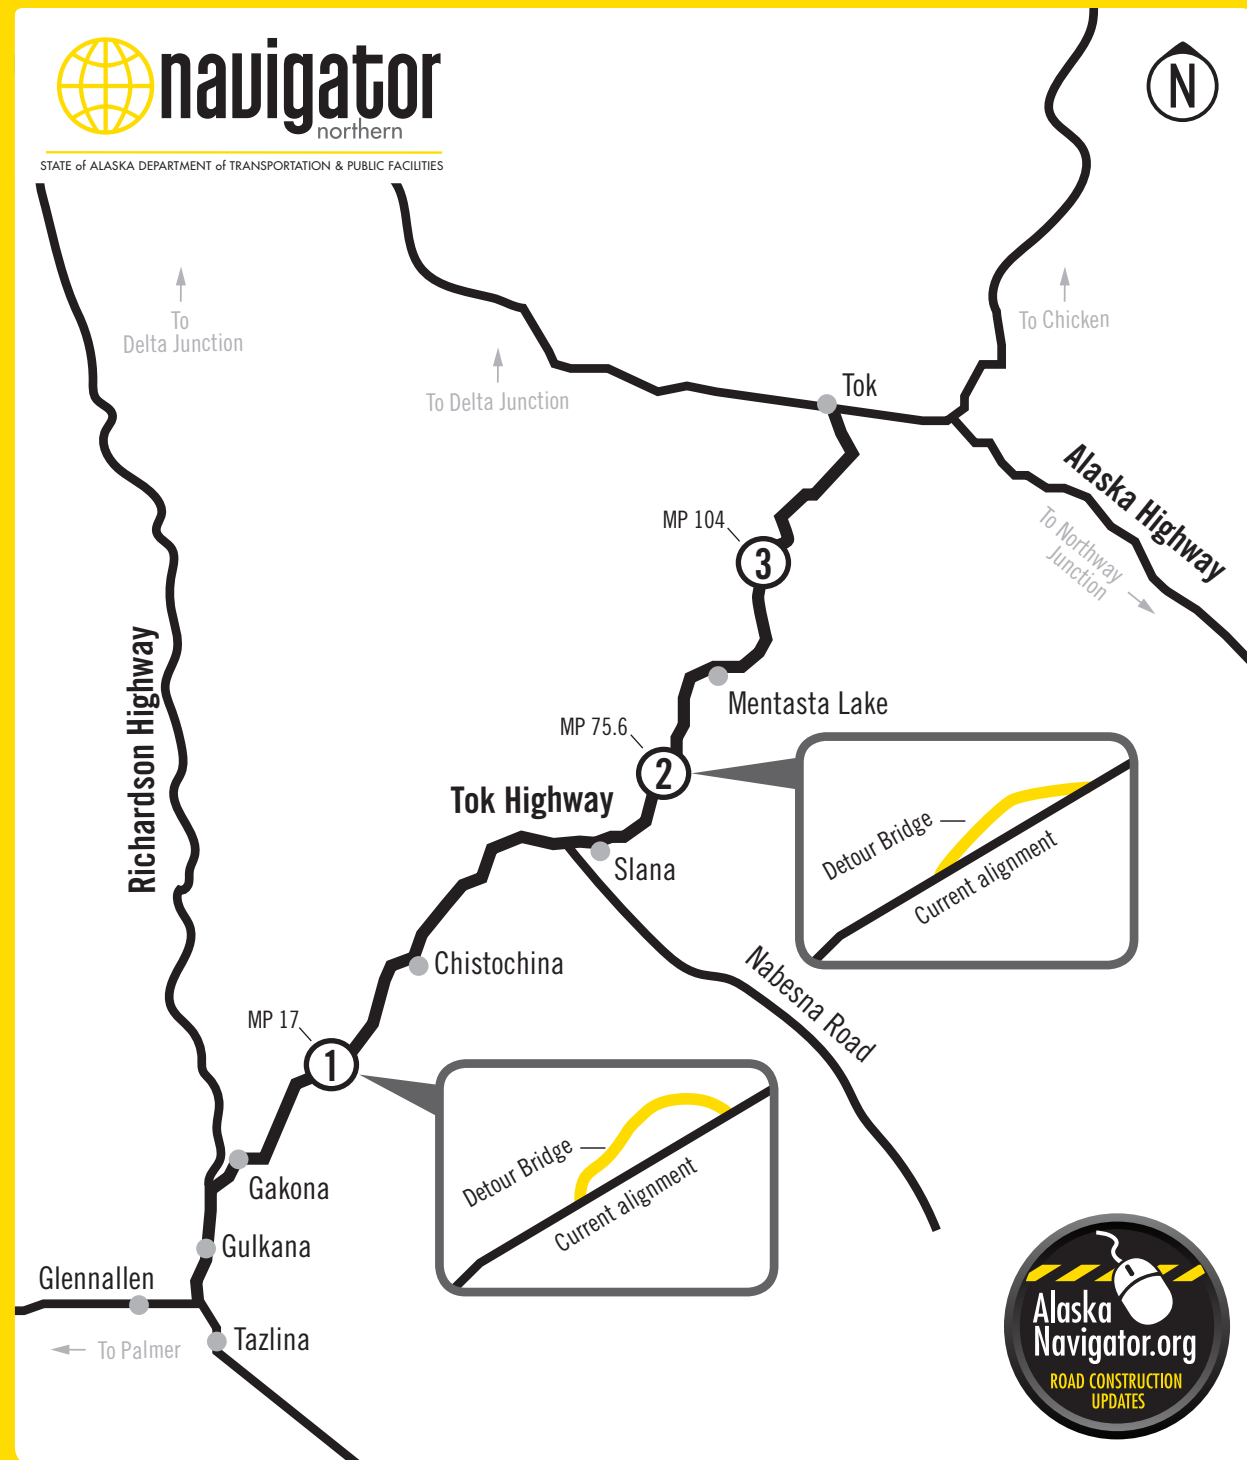 navigator
northern
STATE of ALASKA DEPARTMENT of TRANSPORTATION & PUBLIC FACILITIES
N
To
Delta Junction
To Delta Junction
To Chicken
Tok
Alaska Highway
To Northway
Junction
MP 104
3
Mentasta Lake
MP 75.6
2
Tok Highway
Slana
Detour Bridge
Current alignment
Richardson Highway
Chistochina
Nabesna Road
MP 17
1
Detour Bridge
Current alignment
Gakona
Gulkana
Glennallen
Tazlina
To Palmer
Alaska
Navigator.org
ROAD CONSTRUCTION
UPDATES